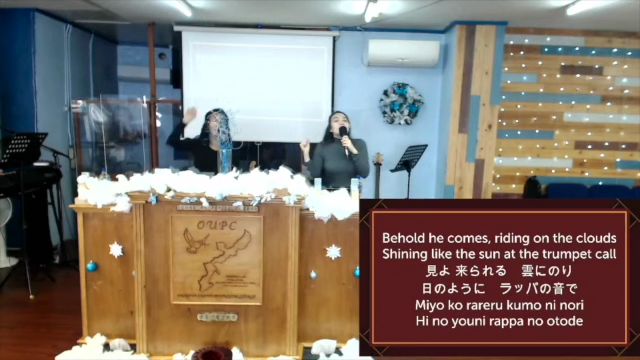 OUPC
Behold he comes, riding on the clouds
Shining like the sun at the trumpet call
見よ 来られる 雲にのり
日のように ラッパの音で
Miyo ko rareru kumo ni nori
Hi no youni rappa no otode